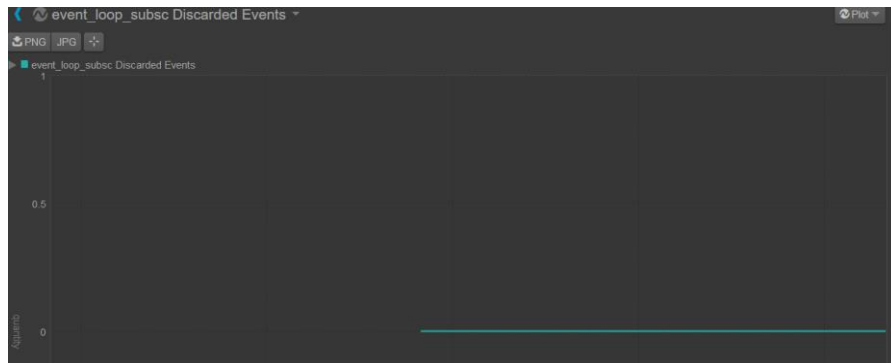 event_loop_subsc Discarded Events
Plot
PNG JPG
event_loop_subsc Discarded Events
1
0.5
quantity
0